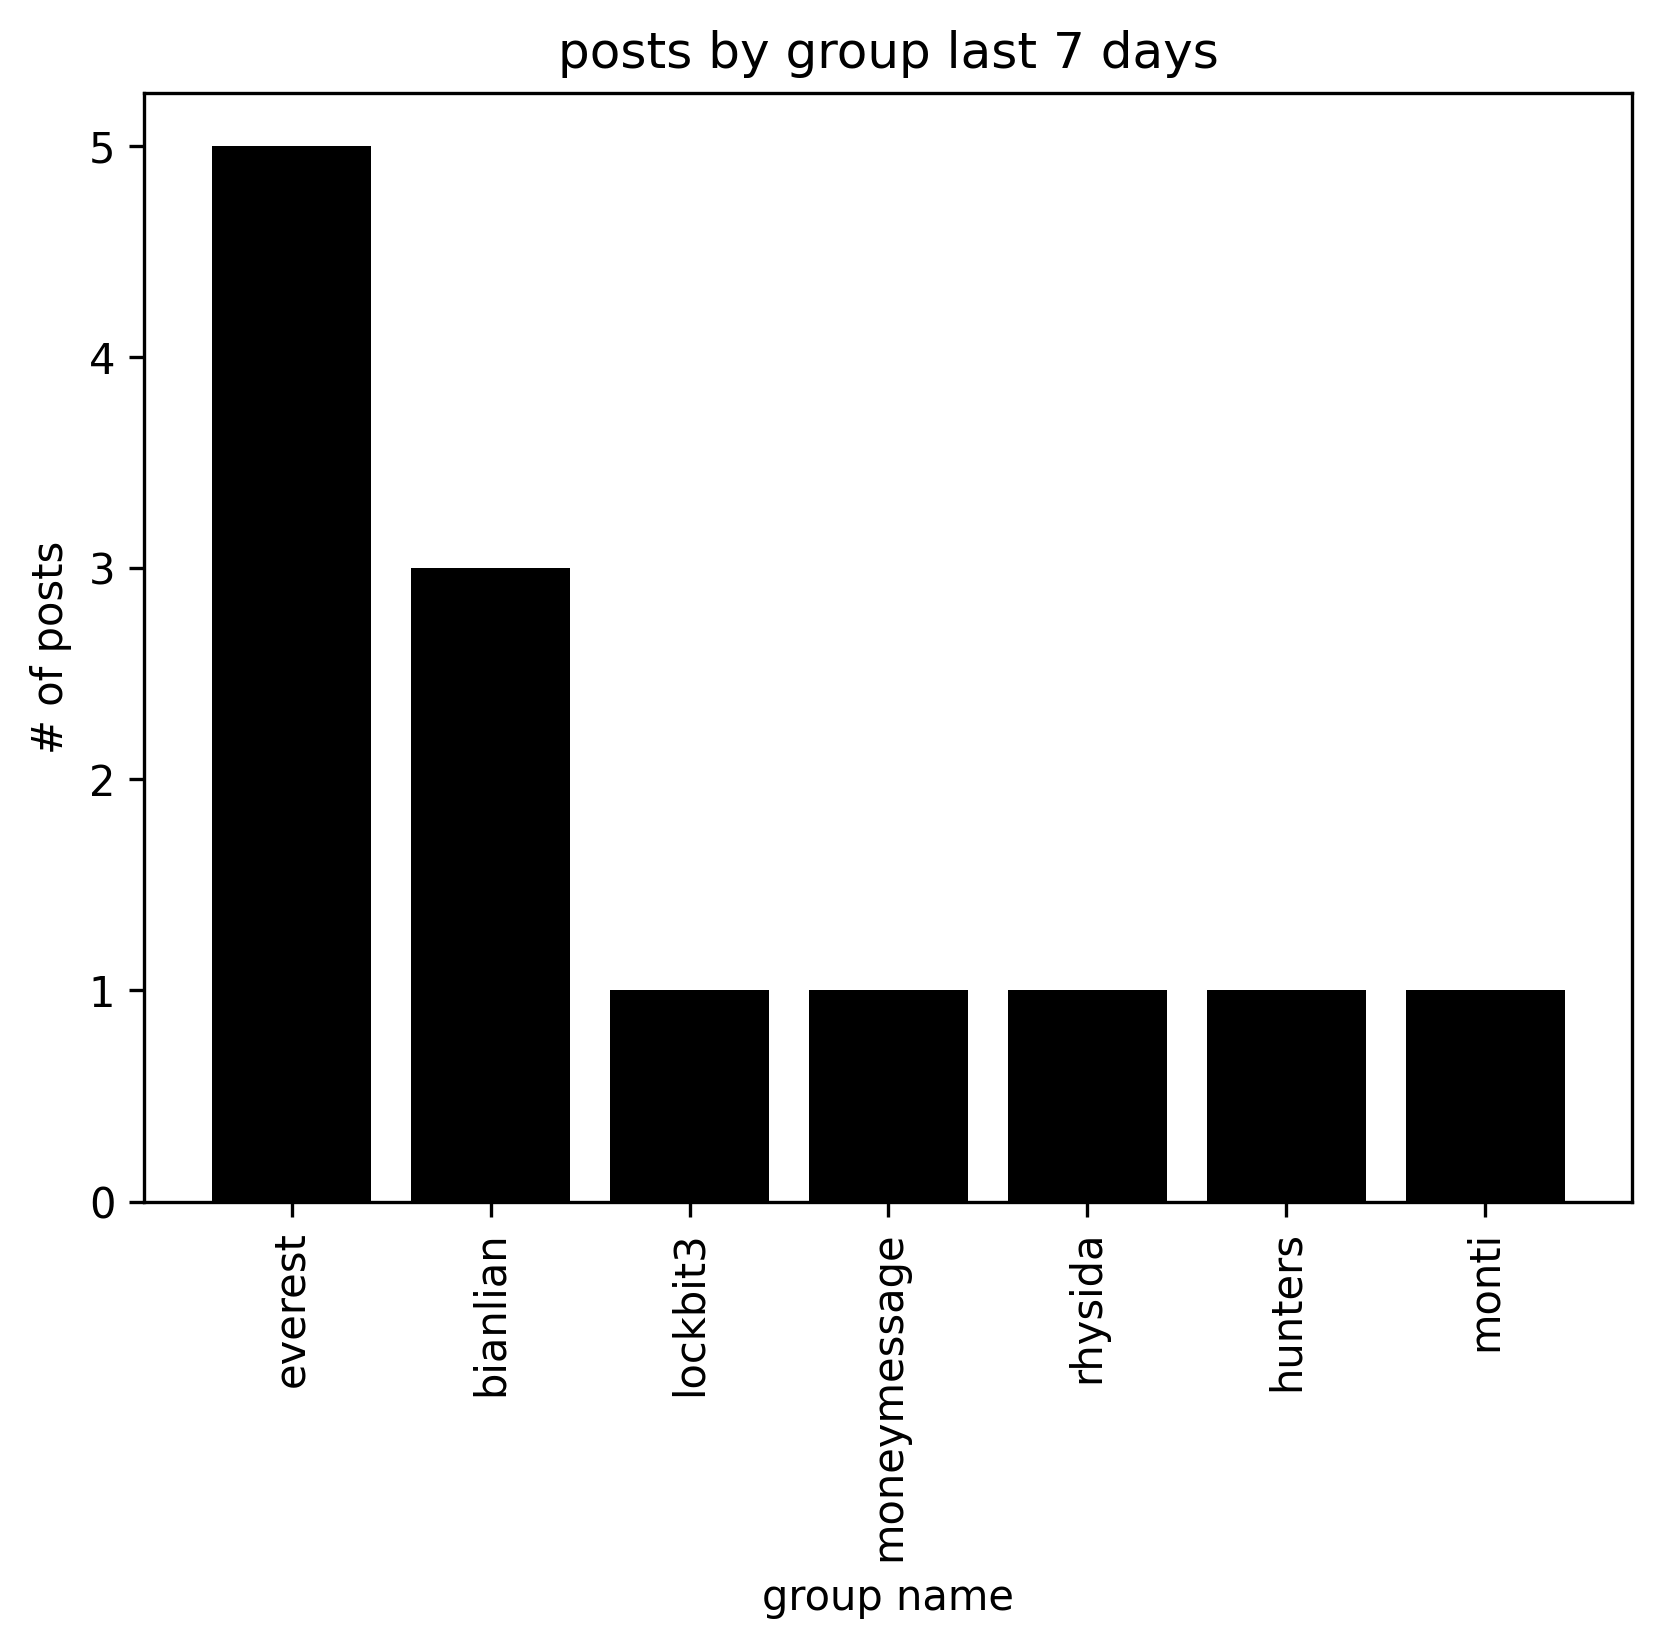 posts by group last 7 days
# of posts
5
4
3
2
1
0
everest
bianlian
lockbit3
moneymessage
rhysida
hunters
monti
group name